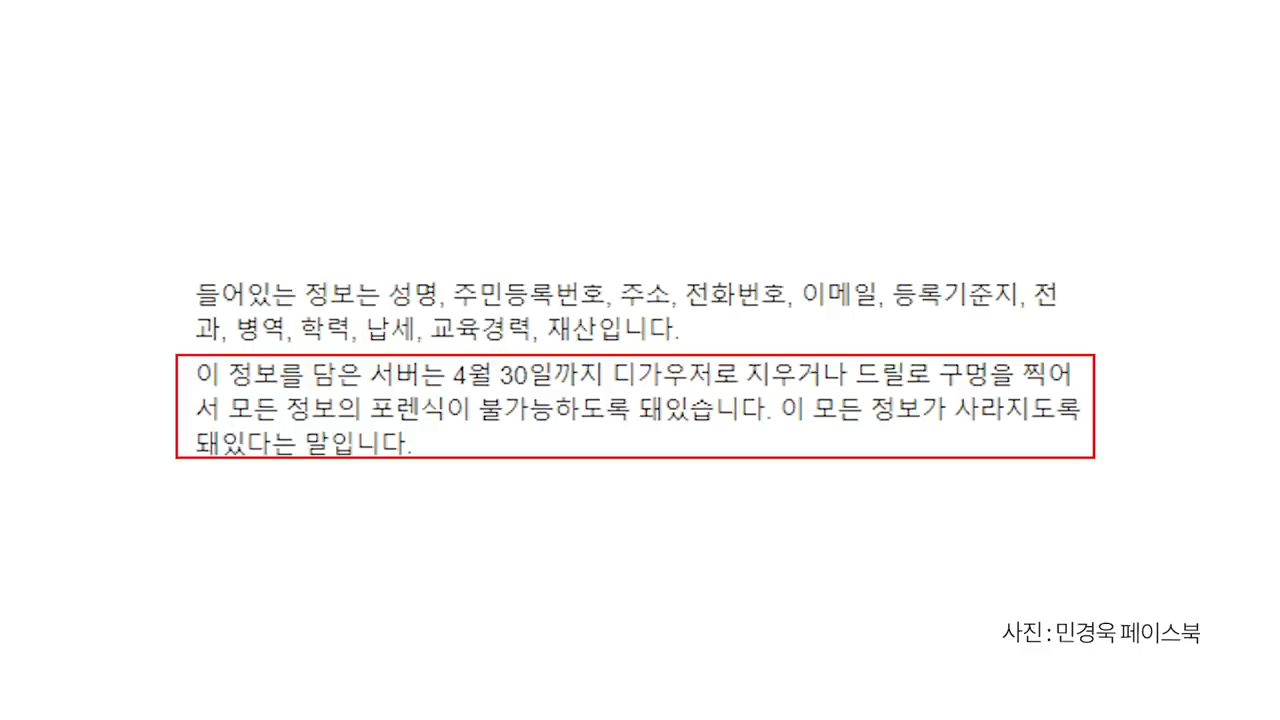 들어있는 정보는 성명, 주민등록번호, 주소, 전화번호, 이메일, 등록기준지, 전
과, 병역, 학력, 납세, 교육경력, 재산입니다.
이 정보를 담은 서버는 4월 30일까지 디가우저로 지우거나 드릴로 구멍을 찍어
서 모든 정보의 포렌식이 불가능하도록 돼있습니다. 이 모든 정보가 사라지도록
돼있다는 말입니다.
사진 : 민경욱 페이스북